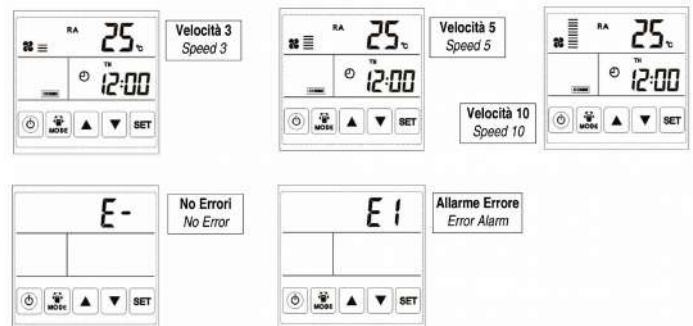 RA 25 °C
TH
12:00
MODE ▲ ▼ SET
Velocità 3
Speed 3
RA 25 °C
TH
12:00
MODE ▲ ▼ SET
Velocità 5
Speed 5
Velocità 10
Speed 10
RA 25 °C
TH
12:00
MODE ▲ ▼ SET
E-
MODE ▲ ▼ SET
No Errori
No Error
E1
MODE ▲ ▼ SET
Allarme Errore
Error Alarm